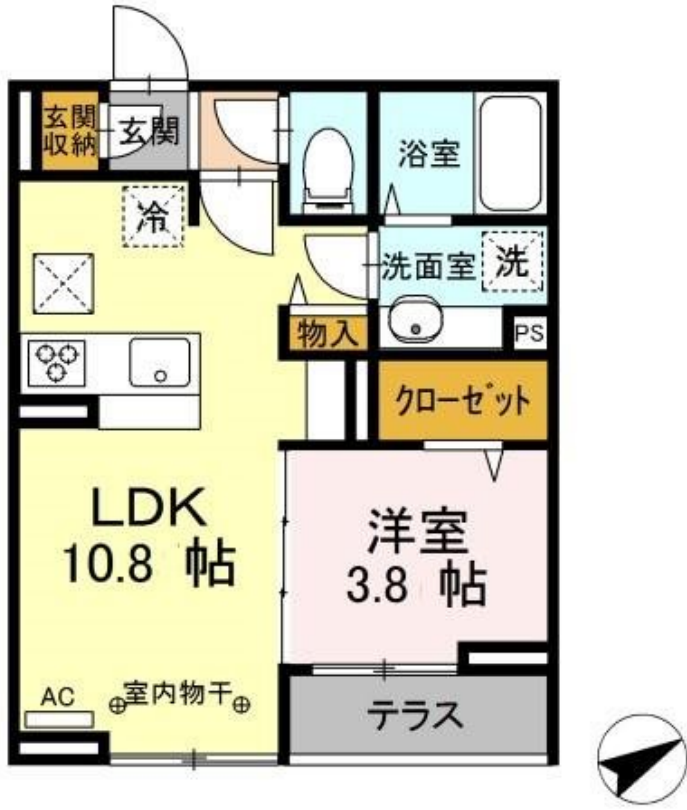 玄関
収納
玄関
浴室
冷
洗面室
洗
物入
PS
クローゼット
LDK
10.8 帖
洋室
3.8 帖
AC
室内物干
テラス